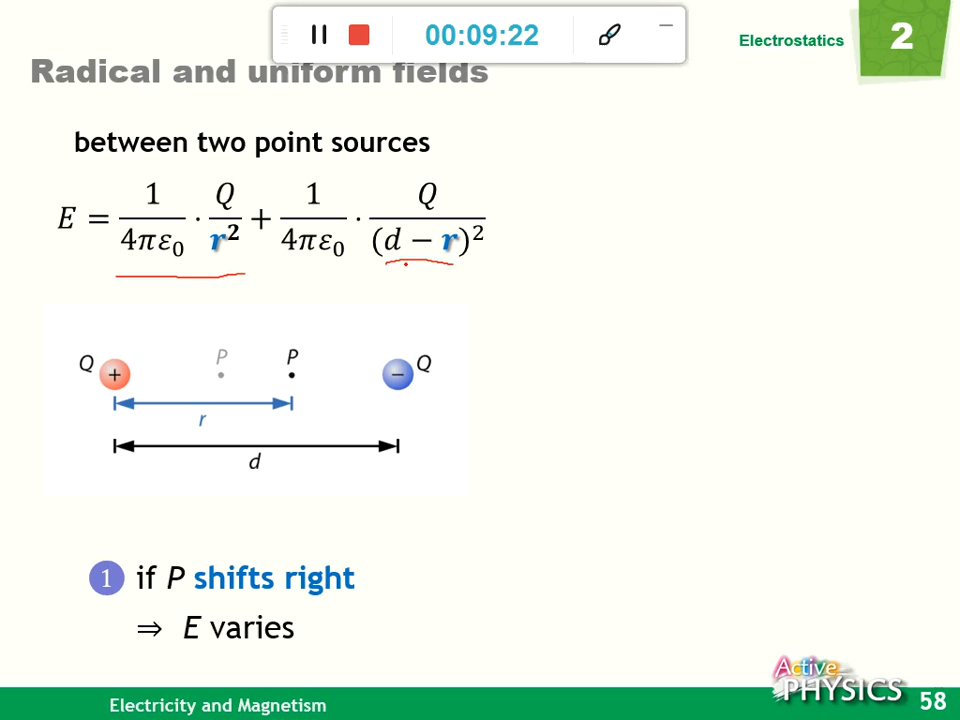 00:09:22
Electrostatics
2
Radical and uniform fields
between two point sources
E = 1/(4πε₀) · Q/r² + 1/(4πε₀) · Q/(d − r)²
Q + P P − Q
r
d
1 if P shifts right
⇒ E varies
Active
PHYSICS
Electricity and Magnetism
58